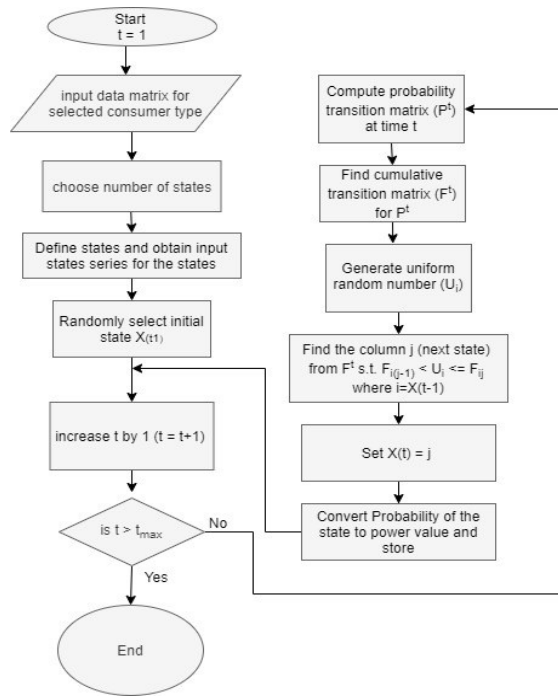 Start
t = 1
input data matrix for
selected consumer type
choose number of states
Define states and obtain input
states series for the states
Randomly select initial
state X(t1)
increase t by 1 (t = t+1)
is t > tmax
No
Yes
End
Compute probability
transition matrix (P^t)
at time t
Find cumulative
transition matrix (F^t)
for P^t
Generate uniform
random number (Ui)
Find the column j (next state)
from F^t s.t. Fi(j-1) < Ui <= Fij
where i=X(t-1)
Set X(t) = j
Convert Probability of the
state to power value and
store